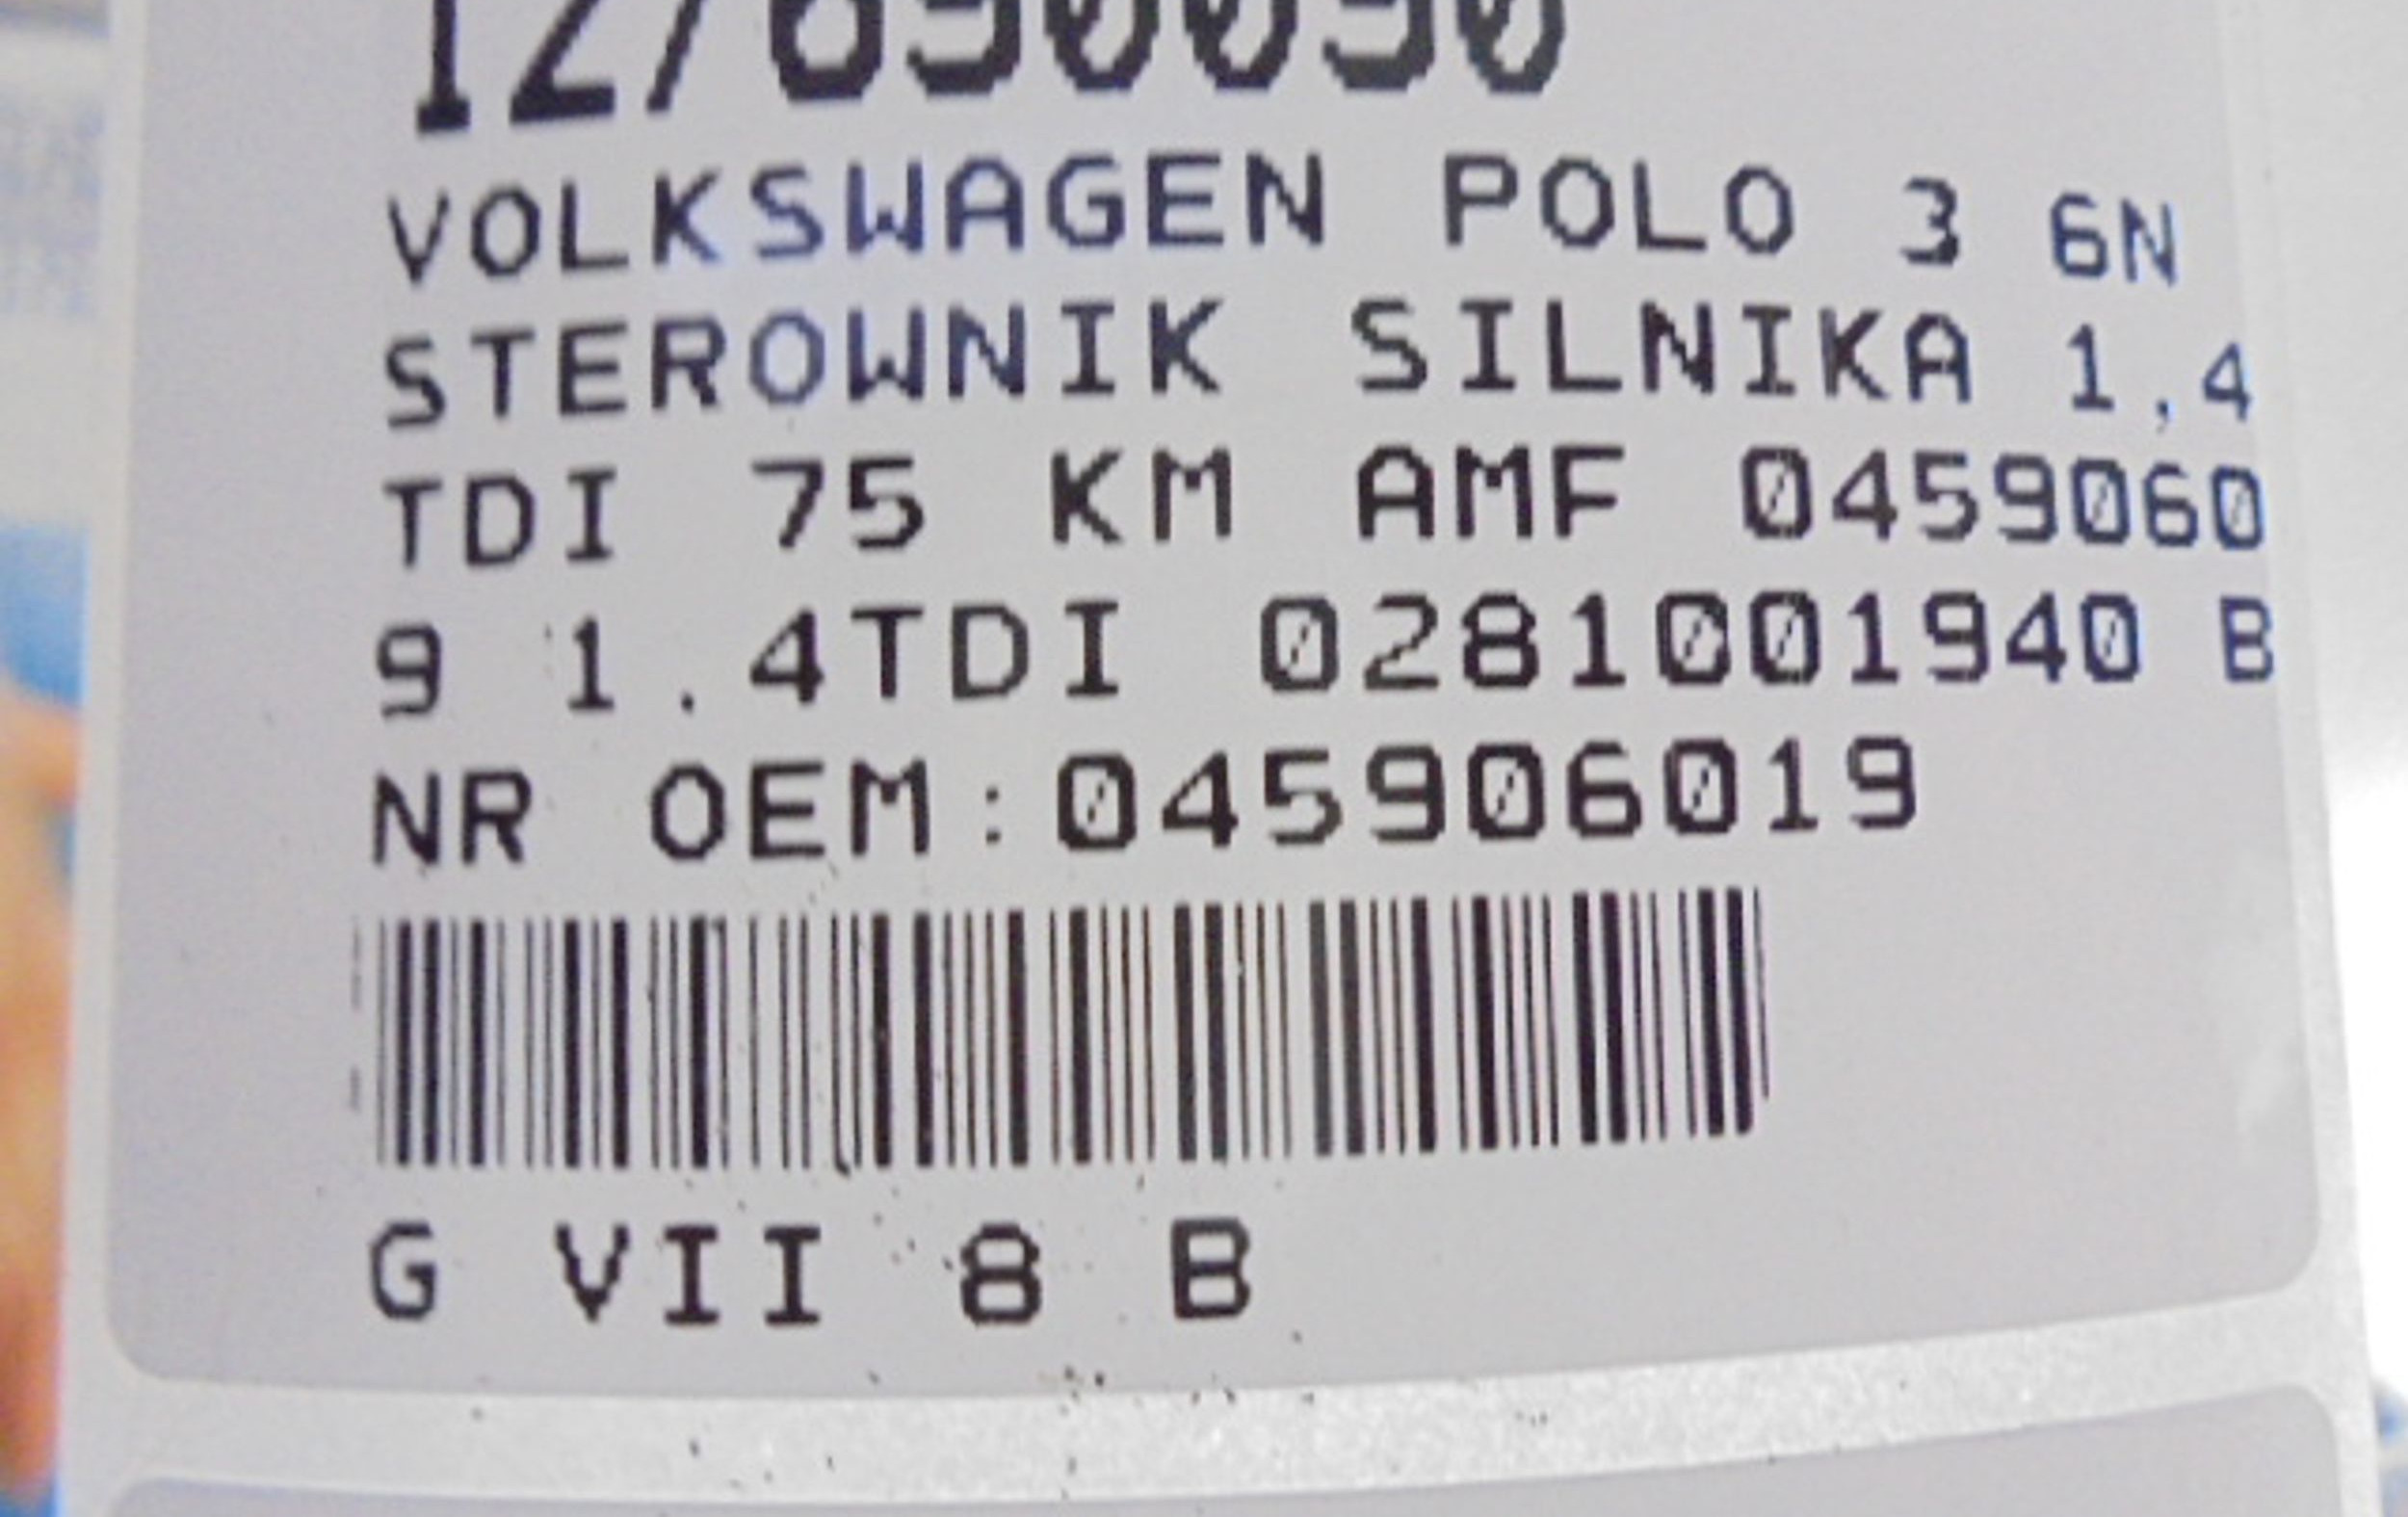 VOLKSWAGEN POLO 3 6N
STEROWNIK SILNIKA 1,4
TDI 75 KM AMF 0459060
9 1.4TDI 0281001940 B
NR OEM:045906019
G VII 8 B